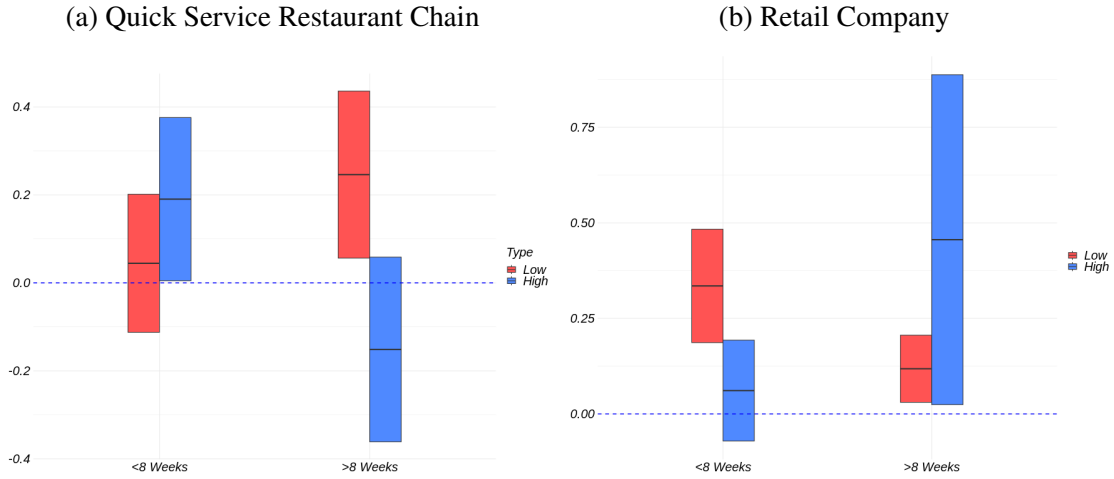 (a) Quick Service Restaurant Chain
0.4
0.2
0.0
-0.2
-0.4
<8 Weeks
>8 Weeks
Type
Low
High
(b) Retail Company
0.75
0.50
0.25
0.00
<8 Weeks
>8 Weeks
Low
High